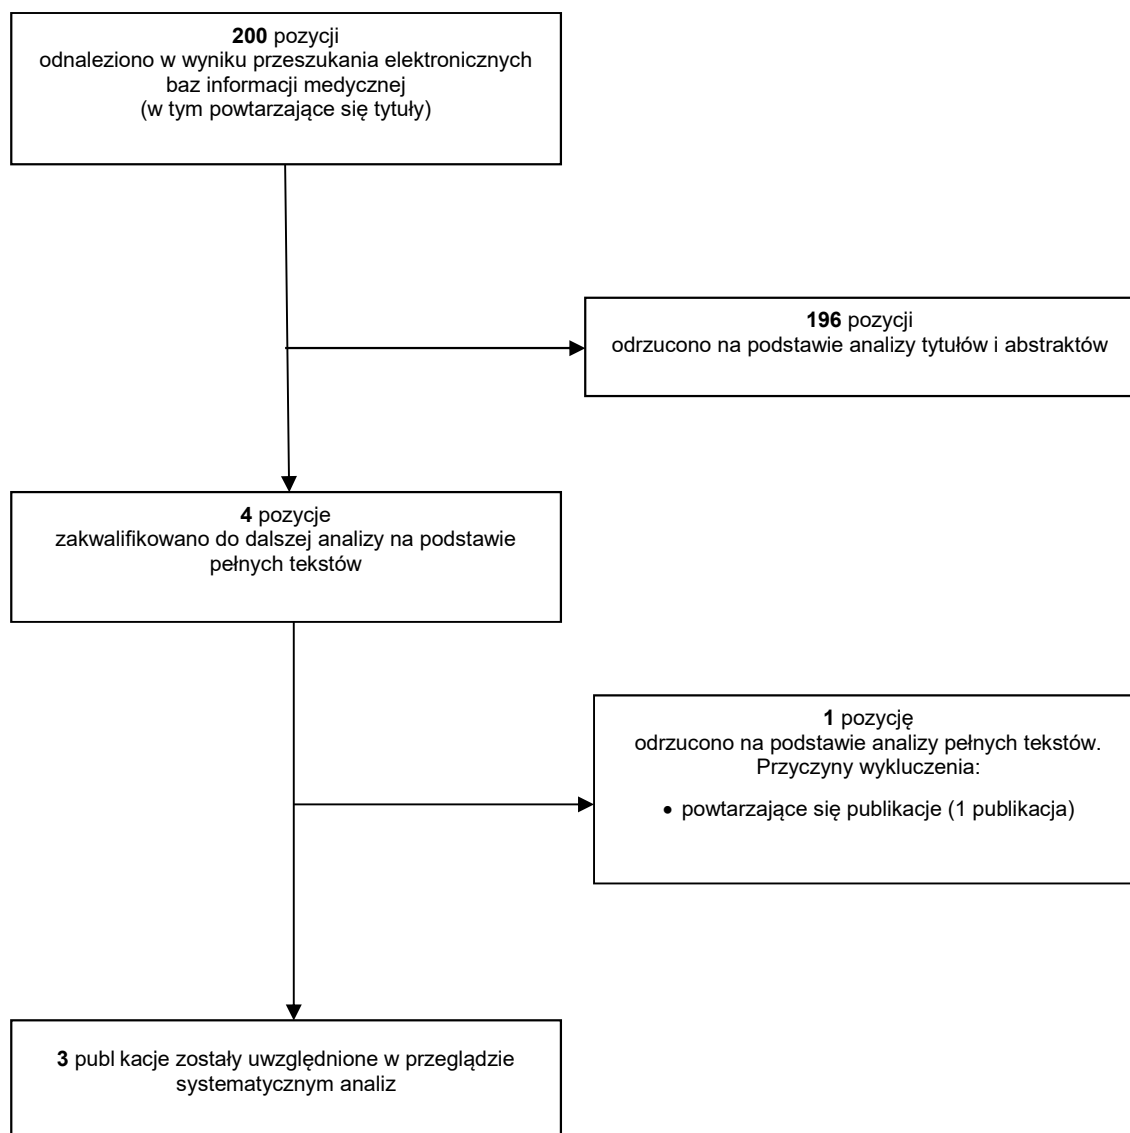 200 pozycji
odnaleziono w wyniku przeszukania elektronicznych
baz informacji medycznej
(w tym powtarzające się tytuły)
196 pozycji
odrzucono na podstawie analizy tytułów i abstraktów
4 pozycje
zakwalifikowano do dalszej analizy na podstawie
pełnych tekstów
1 pozycję
odrzucono na podstawie analizy pełnych tekstów.
Przyczyny wykluczenia:
• powtarzające się publikacje (1 publikacja)
3 publ kacje zostały uwzględnione w przeglądzie
systematycznym analiz